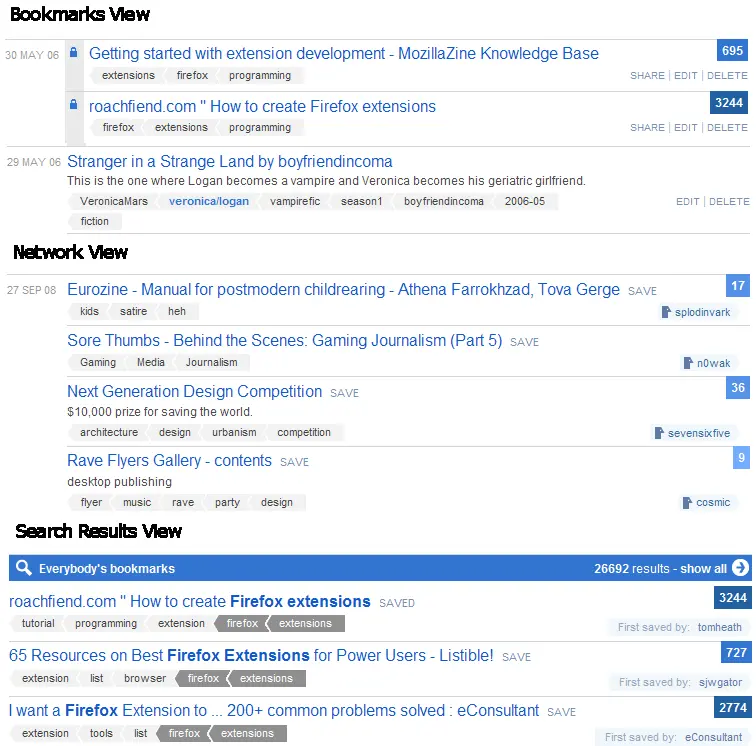 Bookmarks View
30 MAY 06 Getting started with extension development - MozillaZine Knowledge Base 695
extensions firefox programming SHARE | EDIT | DELETE
roachfiend.com " How to create Firefox extensions 3244
firefox extensions programming SHARE | EDIT | DELETE
29 MAY 06 Stranger in a Strange Land by boyfriendincoma
This is the one where Logan becomes a vampire and Veronica becomes his geriatric girlfriend.
VeronicaMars veronica/logan vampirefic season1 boyfriendincoma 2006-05 EDIT | DELETE
fiction
Network View
27 SEP 08 Eurozine - Manual for postmodern childrearing - Athena Farrokhzad, Tova Gerge SAVE 17
kids satire heh splodinvark
Sore Thumbs - Behind the Scenes: Gaming Journalism (Part 5) SAVE
Gaming Media Journalism n0wak
Next Generation Design Competition SAVE 36
$10,000 prize for saving the world.
architecture design urbanism competition sevensixfive
Rave Flyers Gallery - contents SAVE 9
desktop publishing
flyer music rave party design cosmic
Search Results View
Everybody's bookmarks 26692 results - show all
roachfiend.com " How to create Firefox extensions SAVED 3244
tutorial programming extension firefox extensions First saved by: tomheath
65 Resources on Best Firefox Extensions for Power Users - Listible! SAVE 727
extension list browser firefox extensions First saved by: sjwgator
I want a Firefox Extension to ... 200+ common problems solved : eConsultant SAVE 2774
extension tools list firefox extensions First saved by: eConsultant